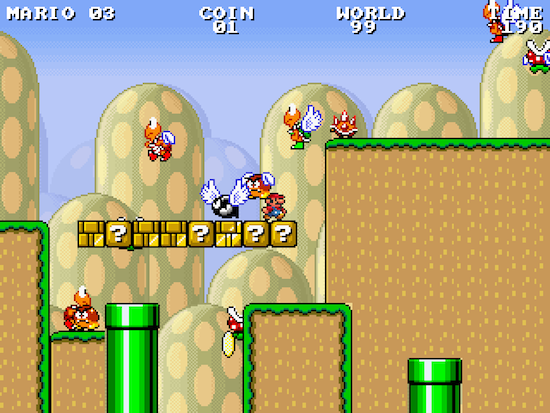 MARIO 03 COIN WORLD TIME
01 99 190
? ? ? ?